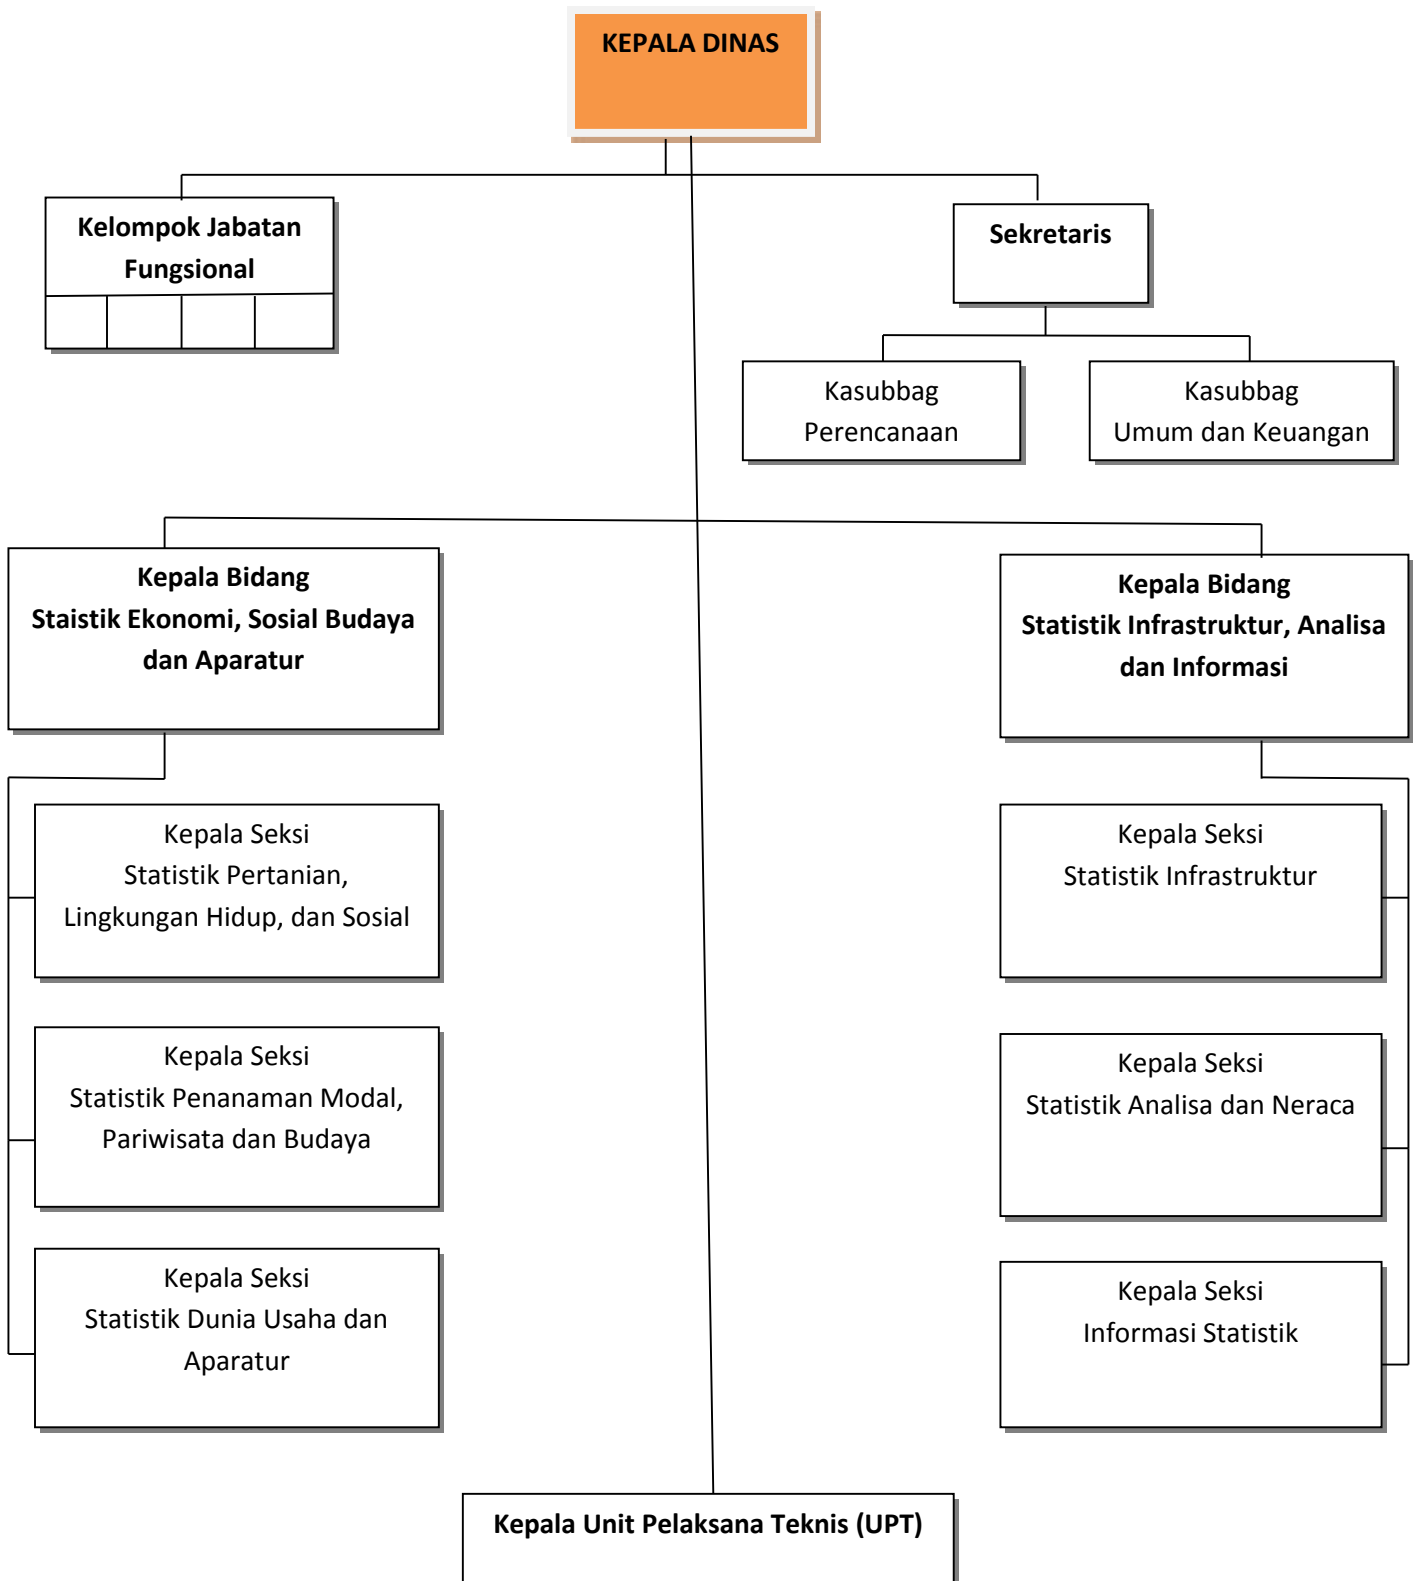 KEPALA DINAS
Kelompok Jabatan
Fungsional
Sekretaris
Kasubbag
Perencanaan
Kasubbag
Umum dan Keuangan
Kepala Bidang
Staistik Ekonomi, Sosial Budaya
dan Aparatur
Kepala Bidang
Statistik Infrastruktur, Analisa
dan Informasi
Kepala Seksi
Statistik Pertanian,
Lingkungan Hidup, dan Sosial
Kepala Seksi
Statistik Infrastruktur
Kepala Seksi
Statistik Penanaman Modal,
Pariwisata dan Budaya
Kepala Seksi
Statistik Analisa dan Neraca
Kepala Seksi
Statistik Dunia Usaha dan
Aparatur
Kepala Seksi
Informasi Statistik
Kepala Unit Pelaksana Teknis (UPT)